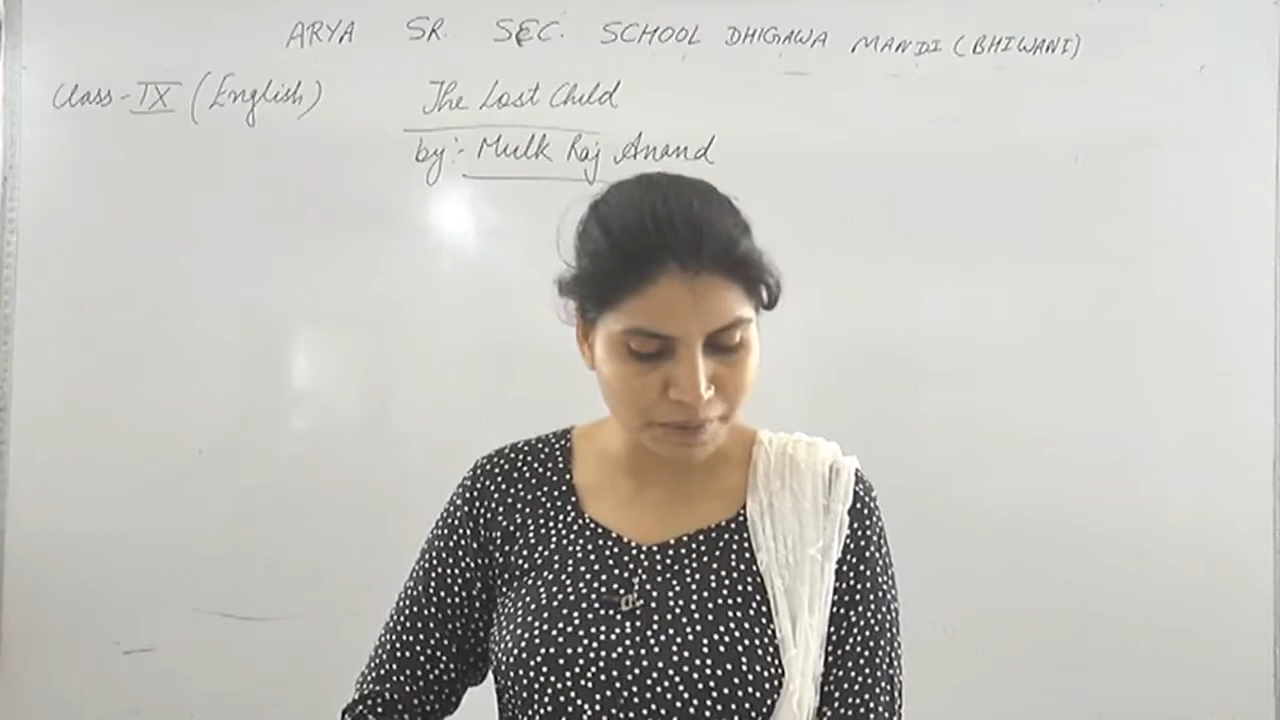 ARYA SR. SEC. SCHOOL DHIGAWA MANDI (BHIWANI)
Class - IX (English)
The Lost Child
by :- Mulk Raj Anand